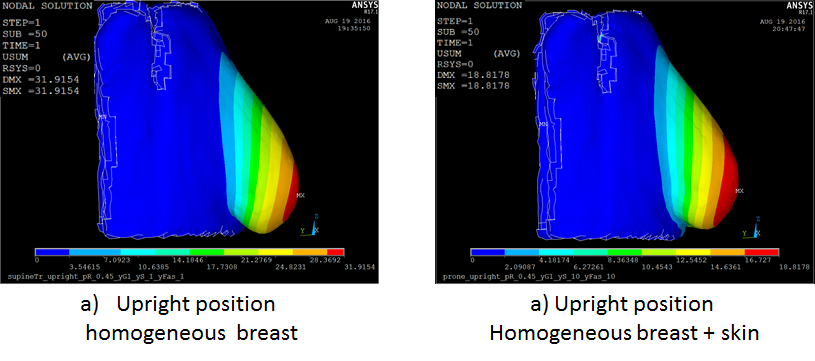 NODAL SOLUTION
ANSYS
R17.1
STEP=1
SUB =50
TIME=1
USUM (AVG)
RSYS=0
DMX =31.9154
SMX =31.9154
AUG 19 2016
19:35:50
MN
MX
Y
X
0
7.0923
14.1846
21.2769
28.3692
3.54615
10.6385
17.7308
24.8231
31.9154
supineTr_upright_pR_0.45_yG1_yS_1_yFas_1
a) Upright position
homogeneous breast
NODAL SOLUTION
ANSYS
R17.1
STEP=1
SUB =50
TIME=1
USUM (AVG)
RSYS=0
DMX =18.8178
SMX =18.8178
AUG 19 2016
20:47:47
MN
MX
Y
X
0
4.18174
8.36348
12.5452
16.727
2.09087
6.27261
10.4543
14.6361
18.8178
prone_upright_pR_0.45_yG1_yS_10_yFas_10
a) Upright position
Homogeneous breast + skin